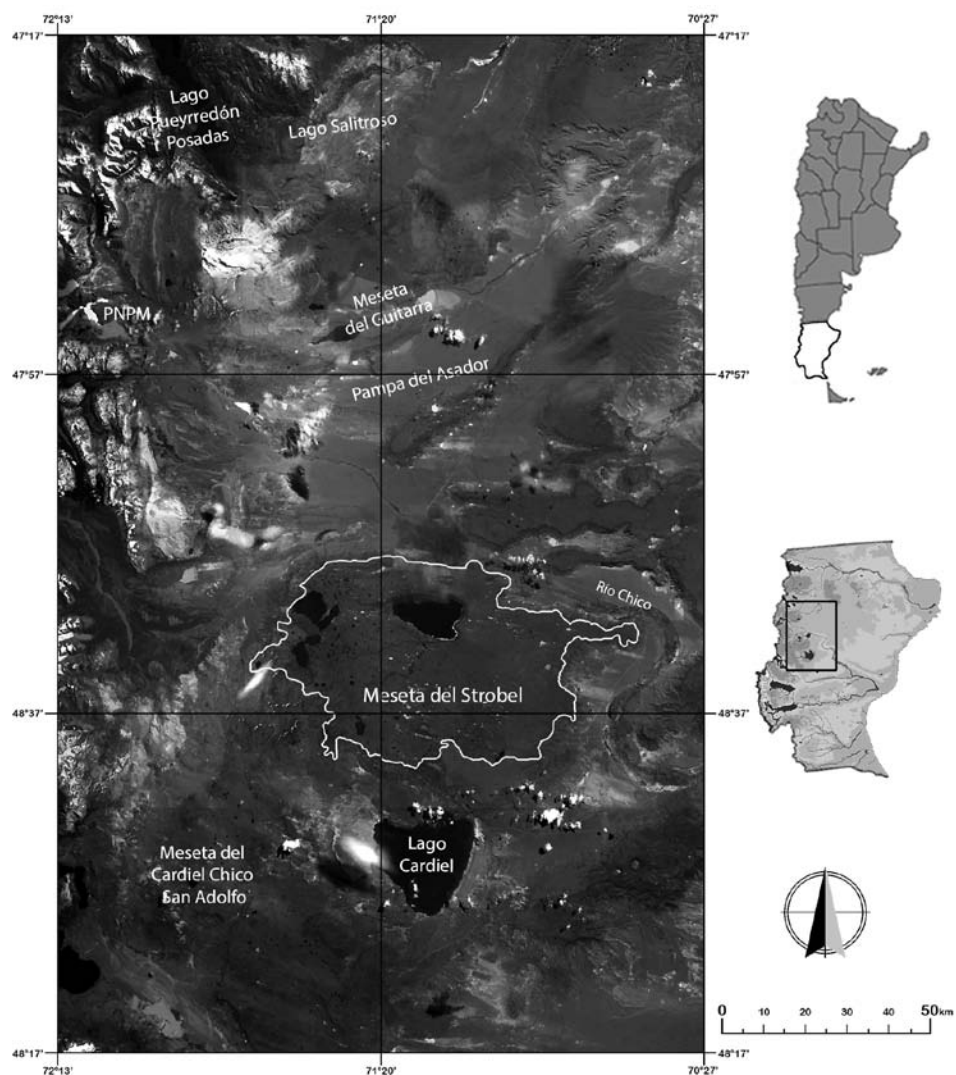 72°13'
71°20'
70°27'
47°17'
47°17'
Lago
Pueyrredón
Posadas
Lago Salitroso
PNPM
Meseta
del Guitarra
47°57'
47°57'
Pampa del Asador
Río Chico
Meseta del Strobel
48°37'
48°37'
Lago
Cardiel
Meseta del
Cardiel Chico
San Adolfo
0 10 20 30 40 50km
48°17'
48°17'
72°13'
71°20'
70°27'